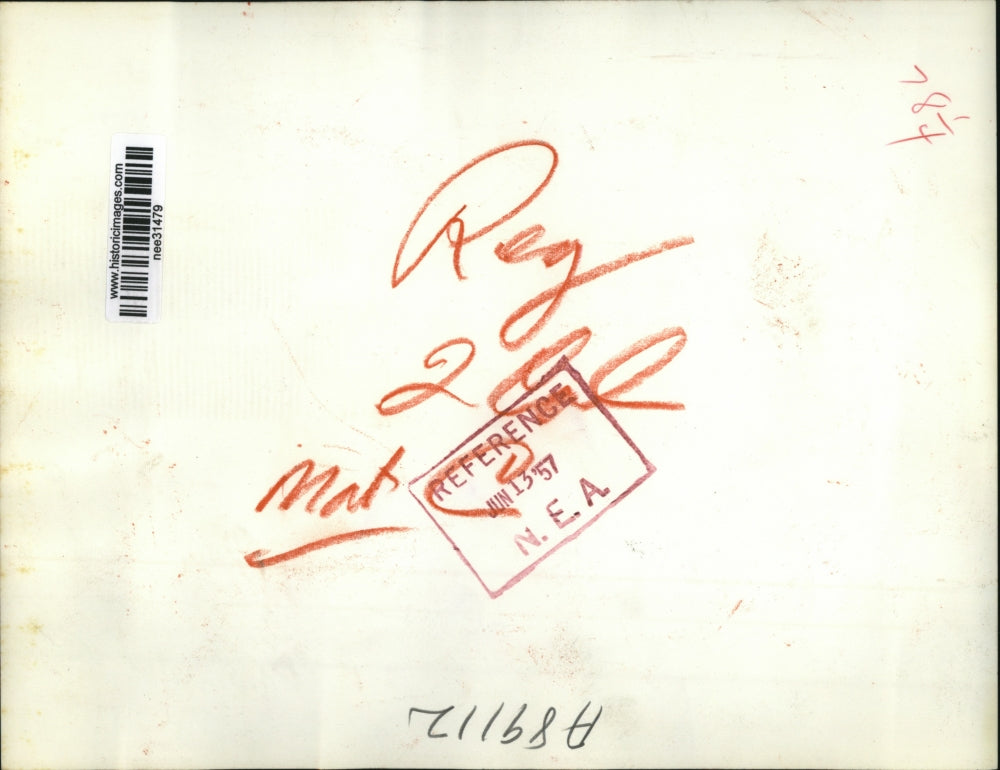 www.historicimages.com
nee31479
Reg
2 Col
Mat
REFERENCE
JUN 13 '57
N. E. A
A89112